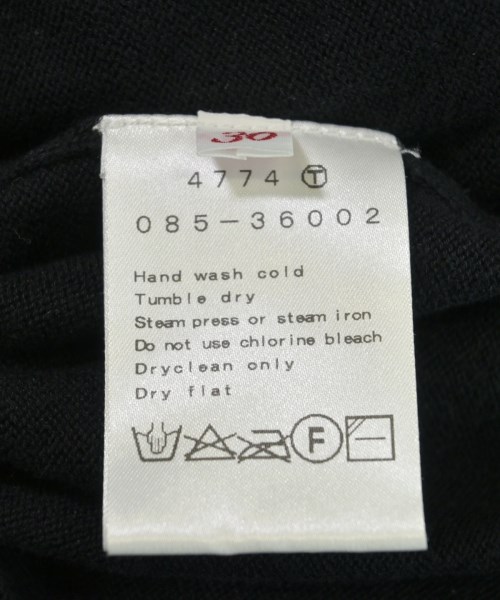 30
4774 Ⓣ
085-36002
Hand wash cold
Tumble dry
Steam press or steam iron
Do not use chlorine bleach
Dryclean only
Dry flat
F